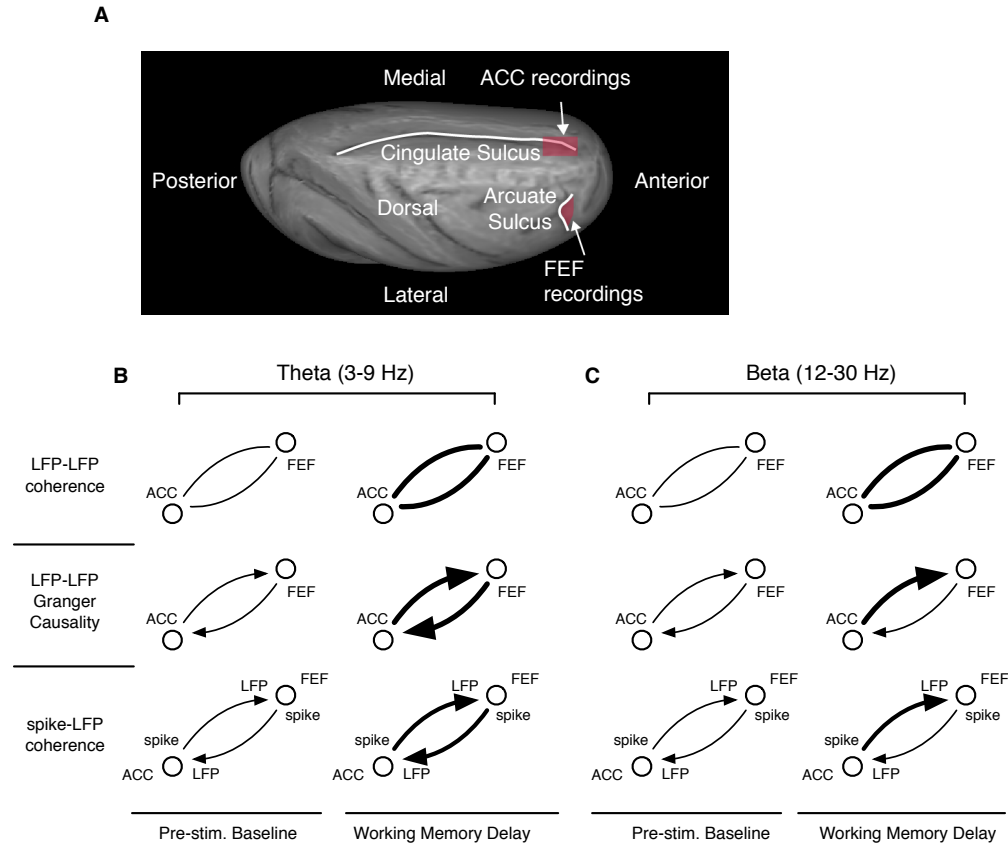 A
Medial
ACC recordings
Cingulate Sulcus
Posterior
Anterior
Arcuate
Sulcus
Dorsal
FEF
recordings
Lateral
B
Theta (3-9 Hz)
C
Beta (12-30 Hz)
LFP-LFP
coherence
ACC
FEF
ACC
FEF
ACC
FEF
ACC
FEF
LFP-LFP
Granger
Causality
ACC
FEF
ACC
FEF
ACC
FEF
ACC
FEF
spike-LFP
coherence
LFP
FEF
spike
spike
ACC
LFP
LFP
FEF
spike
spike
ACC
LFP
LFP
FEF
spike
spike
ACC
LFP
LFP
FEF
spike
spike
ACC
LFP
Pre-stim. Baseline
Working Memory Delay
Pre-stim. Baseline
Working Memory Delay